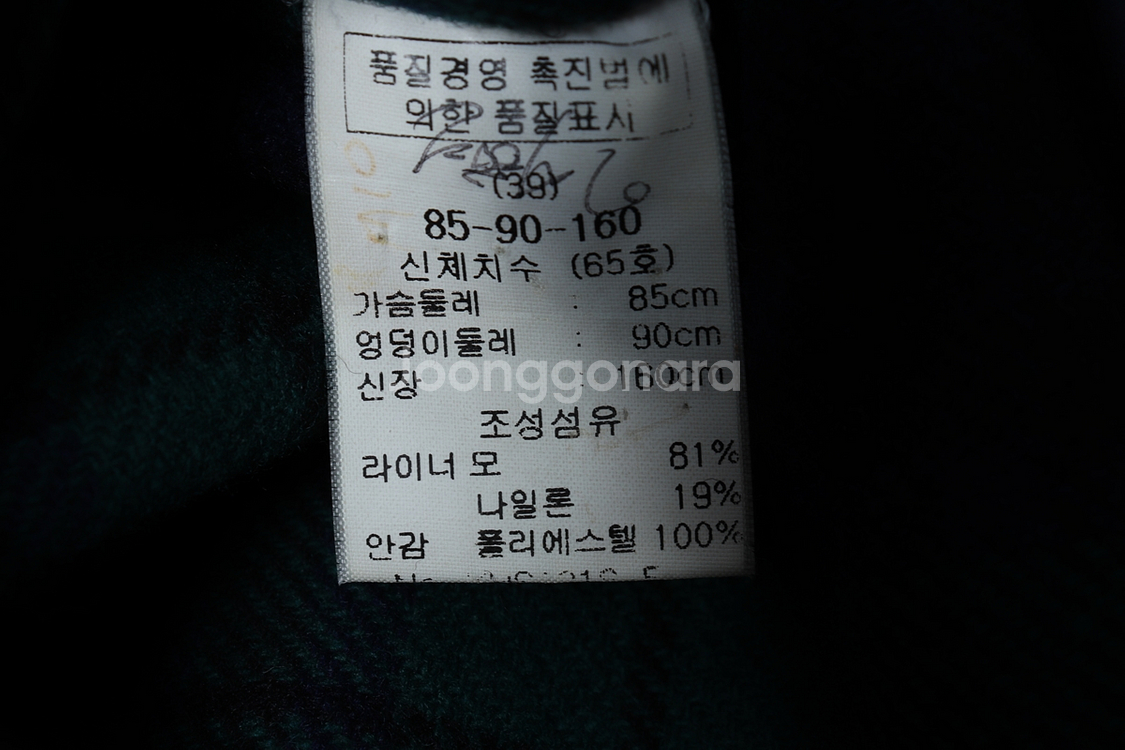 품질경영 촉진법에
의한 품질표시
(39)
85-90-160
신체치수 (65호)
가슴둘레 : 85cm
엉덩이둘레 : 90cm
신장 : 160cm
joonggonara
조성섬유
라이너 모 81%
나일론 19%
안감 폴리에스텔 100%